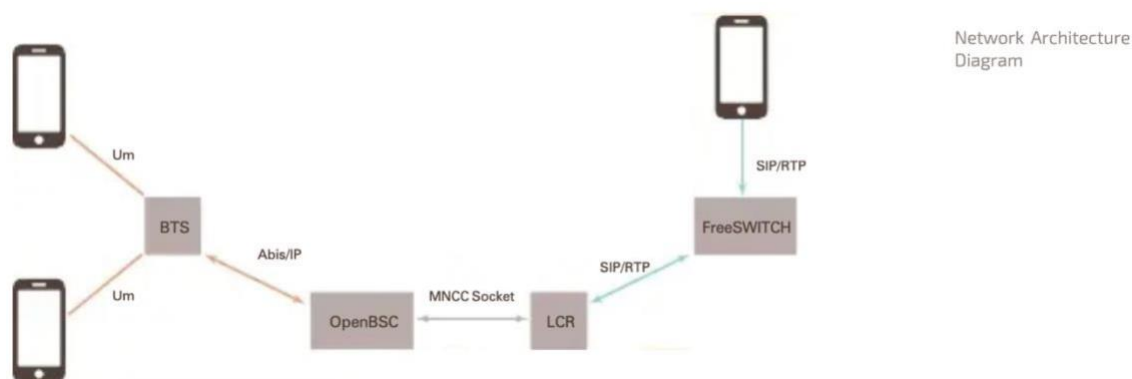 Network Architecture
Diagram
Um
SIP/RTP
BTS
FreeSWITCH
Abis/IP
SIP/RTP
Um
MNCC Socket
OpenBSC
LCR